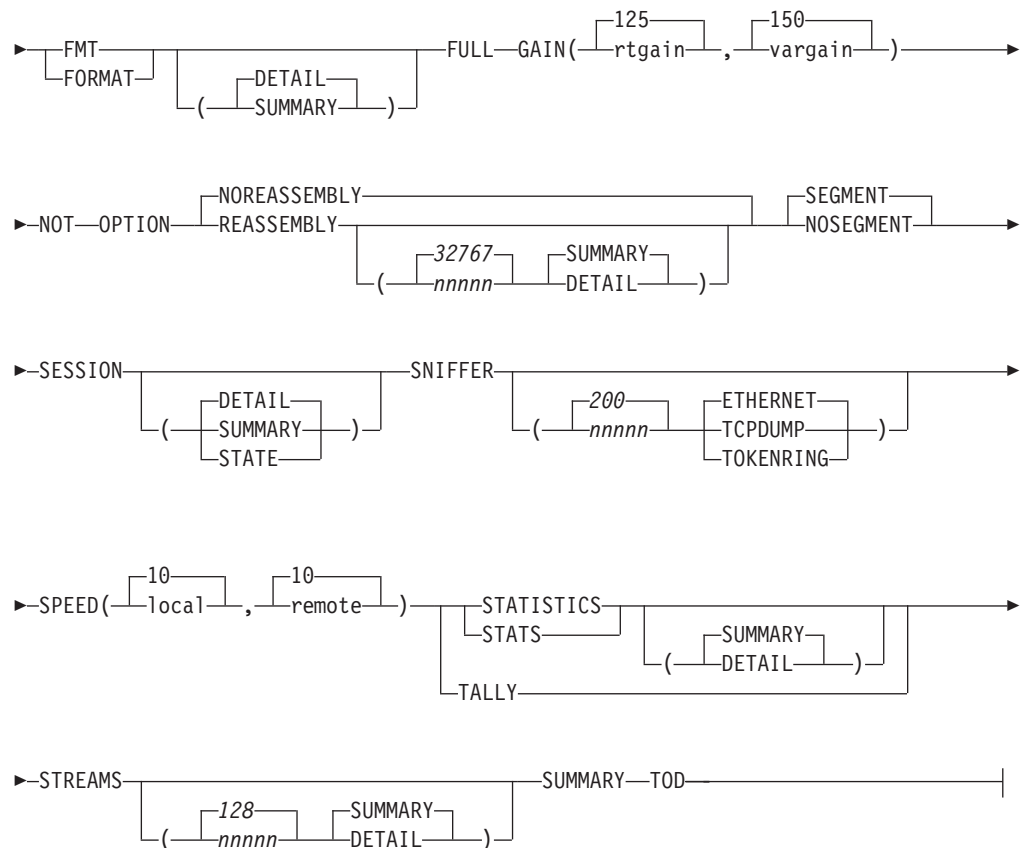 125 150
FMT FULL GAIN( rtgain , vargain )
FORMAT DETAIL
( SUMMARY )
NOREASSEMBLY SEGMENT
NOT OPTION REASSEMBLY NOSEGMENT
32767 SUMMARY
( nnnnn DETAIL )
SESSION SNIFFER
DETAIL 200 ETHERNET
( SUMMARY ) ( nnnnn TCPDUMP )
STATE TOKENRING
10 10
SPEED( local , remote ) STATISTICS
STATS SUMMARY
( DETAIL )
TALLY
STREAMS SUMMARY TOD
128 SUMMARY
( nnnnn DETAIL )